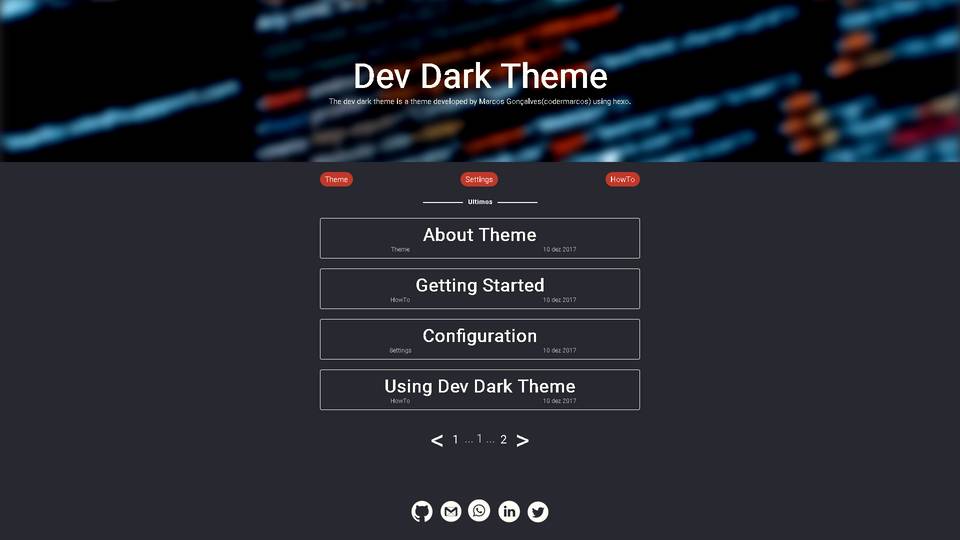 Dev Dark Theme
The dev dark theme is a theme developed by Marcos Gonçalves(codermarcos) using hexo.
Theme Settings HowTo
Ultimos
About Theme
Theme 10 dez 2017
Getting Started
HowTo 10 dez 2017
Configuration
Settings 10 dez 2017
Using Dev Dark Theme
HowTo 10 dez 2017
< 1 ... 1 ... 2 >
in